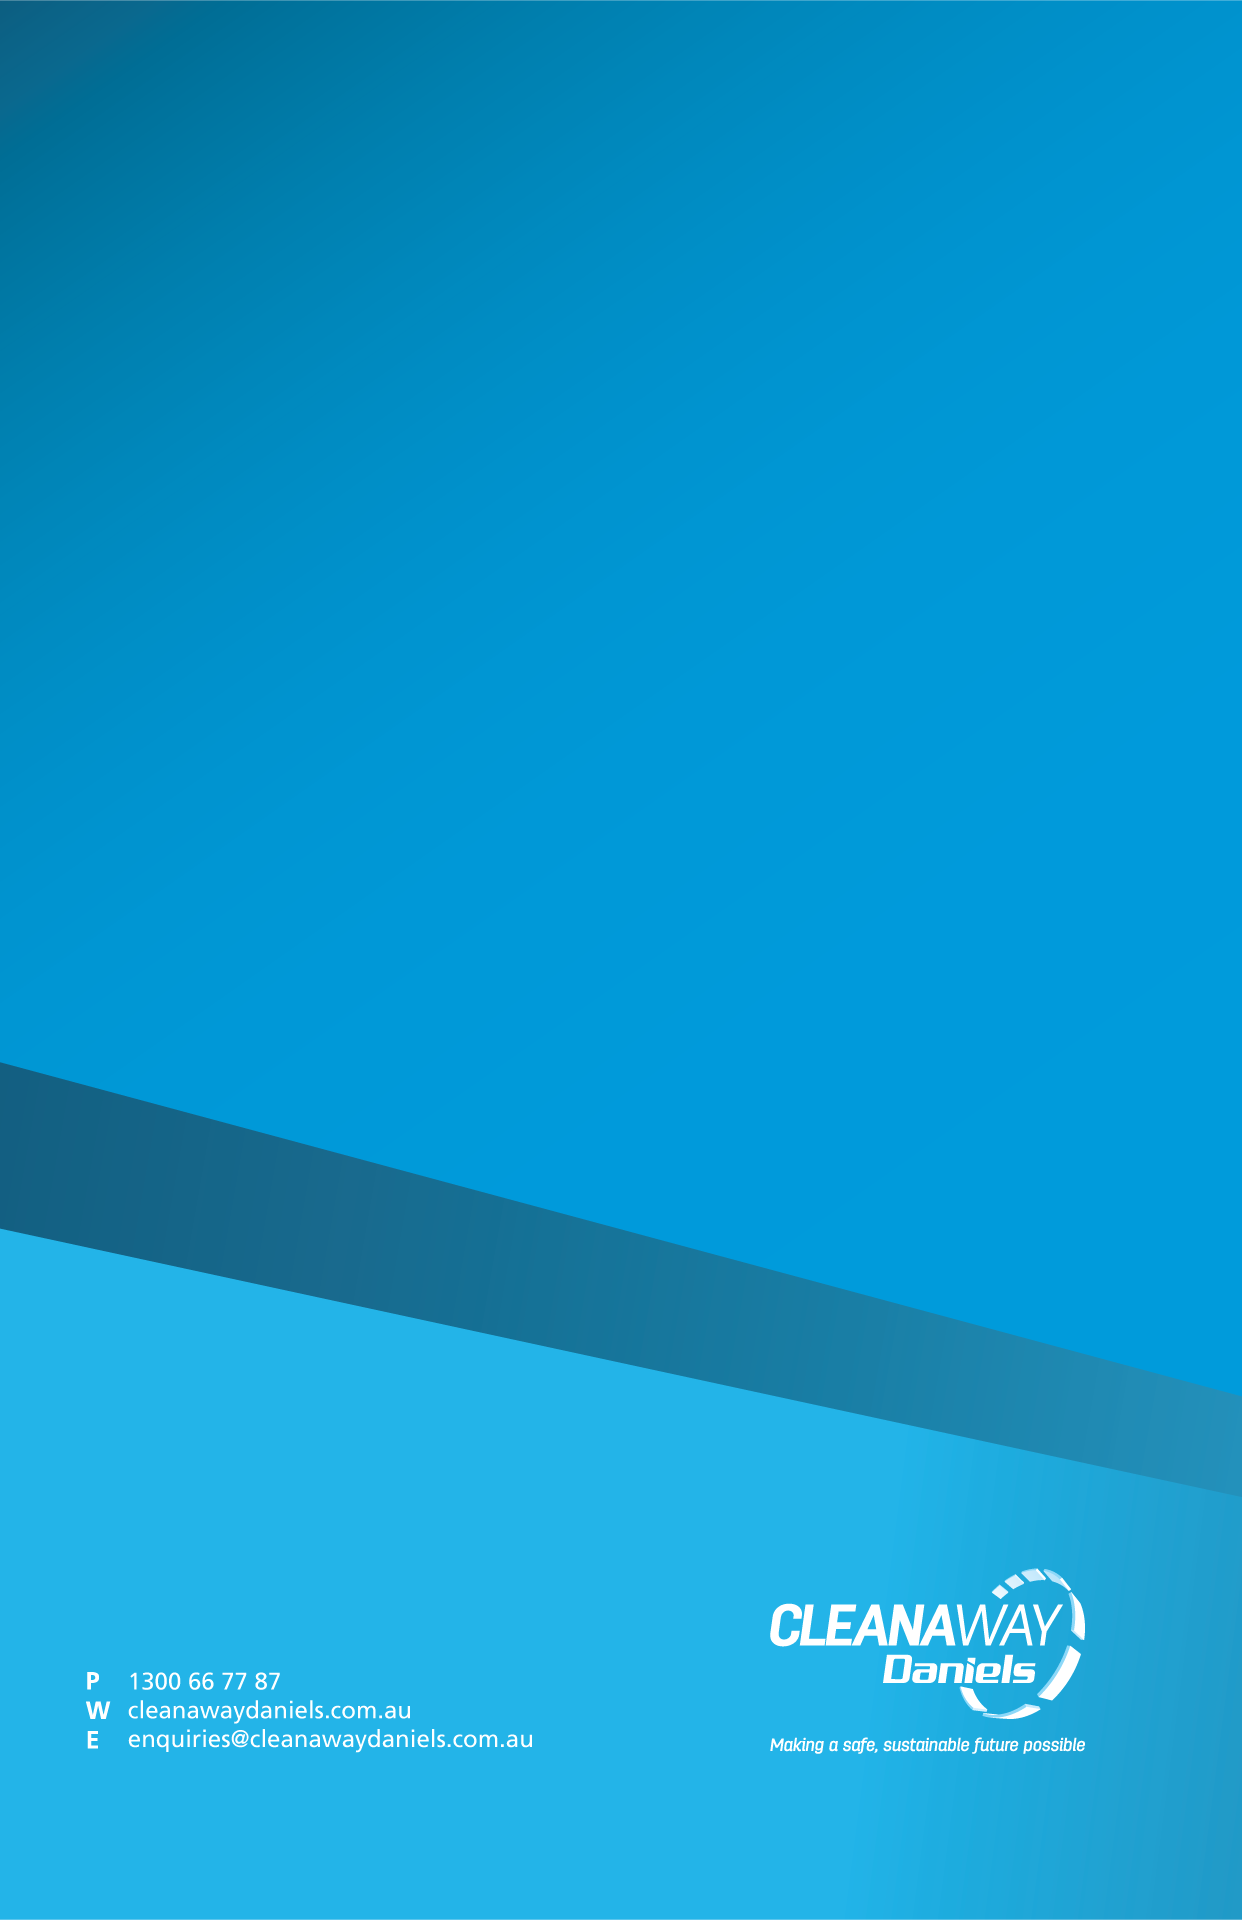 P 1300 66 77 87
W cleanawaydaniels.com.au
E enquiries@cleanawaydaniels.com.au
CLEANAWAY
Daniels
Making a safe, sustainable future possible